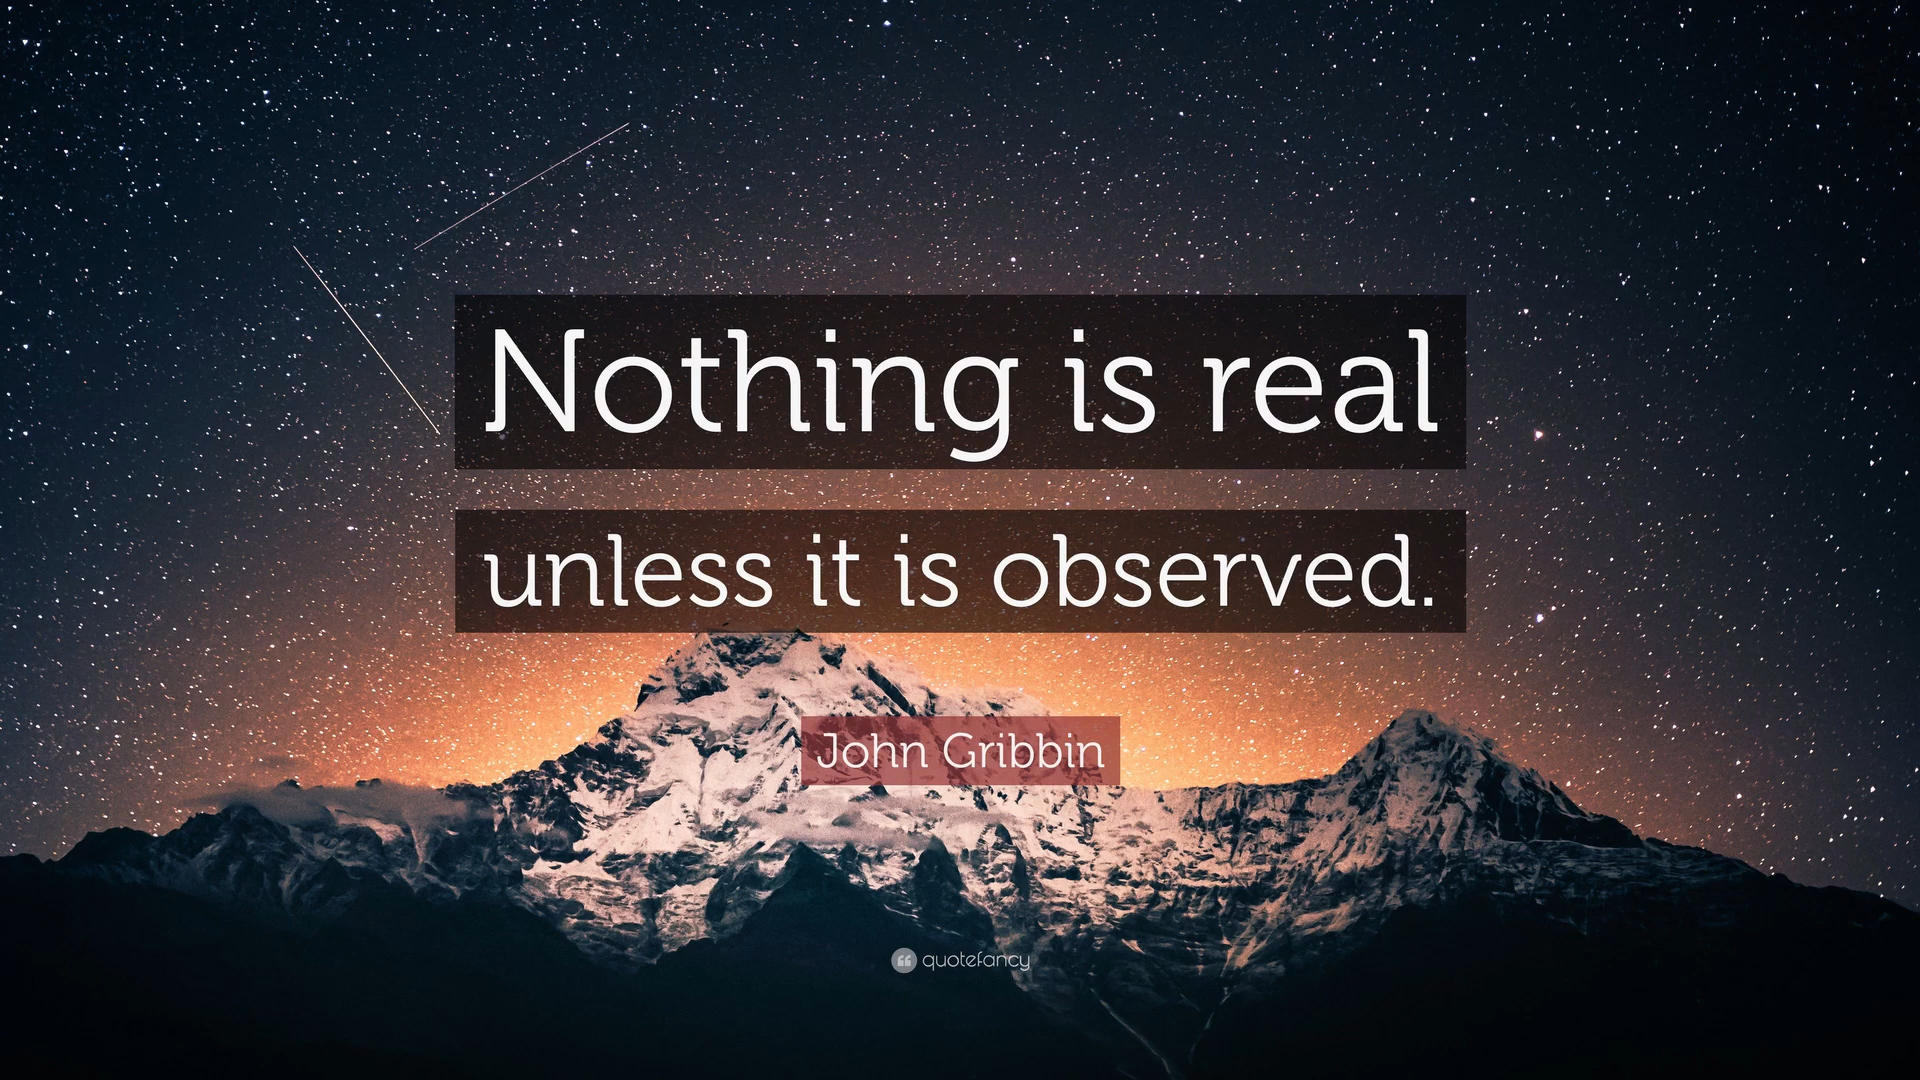 Nothing is real
unless it is observed.
John Gribbin
quotefancy